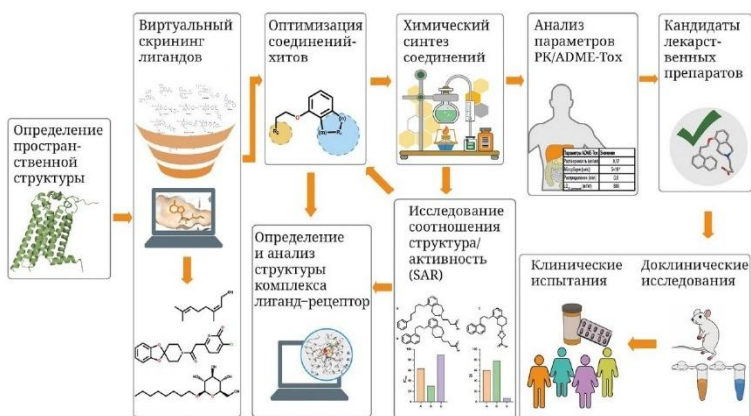 Виртуальный
скрининг
лигандов
Оптимизация
соединений-
хитов
Химический
синтез
соединений
Анализ
параметров
PK/ADME-Tox
Кандидаты
лекарст-
венных
препаратов
Определение
простран-
ственной
структуры
Определение
и анализ
структуры
комплекса
лиганд–рецептор
Исследование
соотношения
структура/
активность
(SAR)
Клинические
испытания
Доклинические
исследования